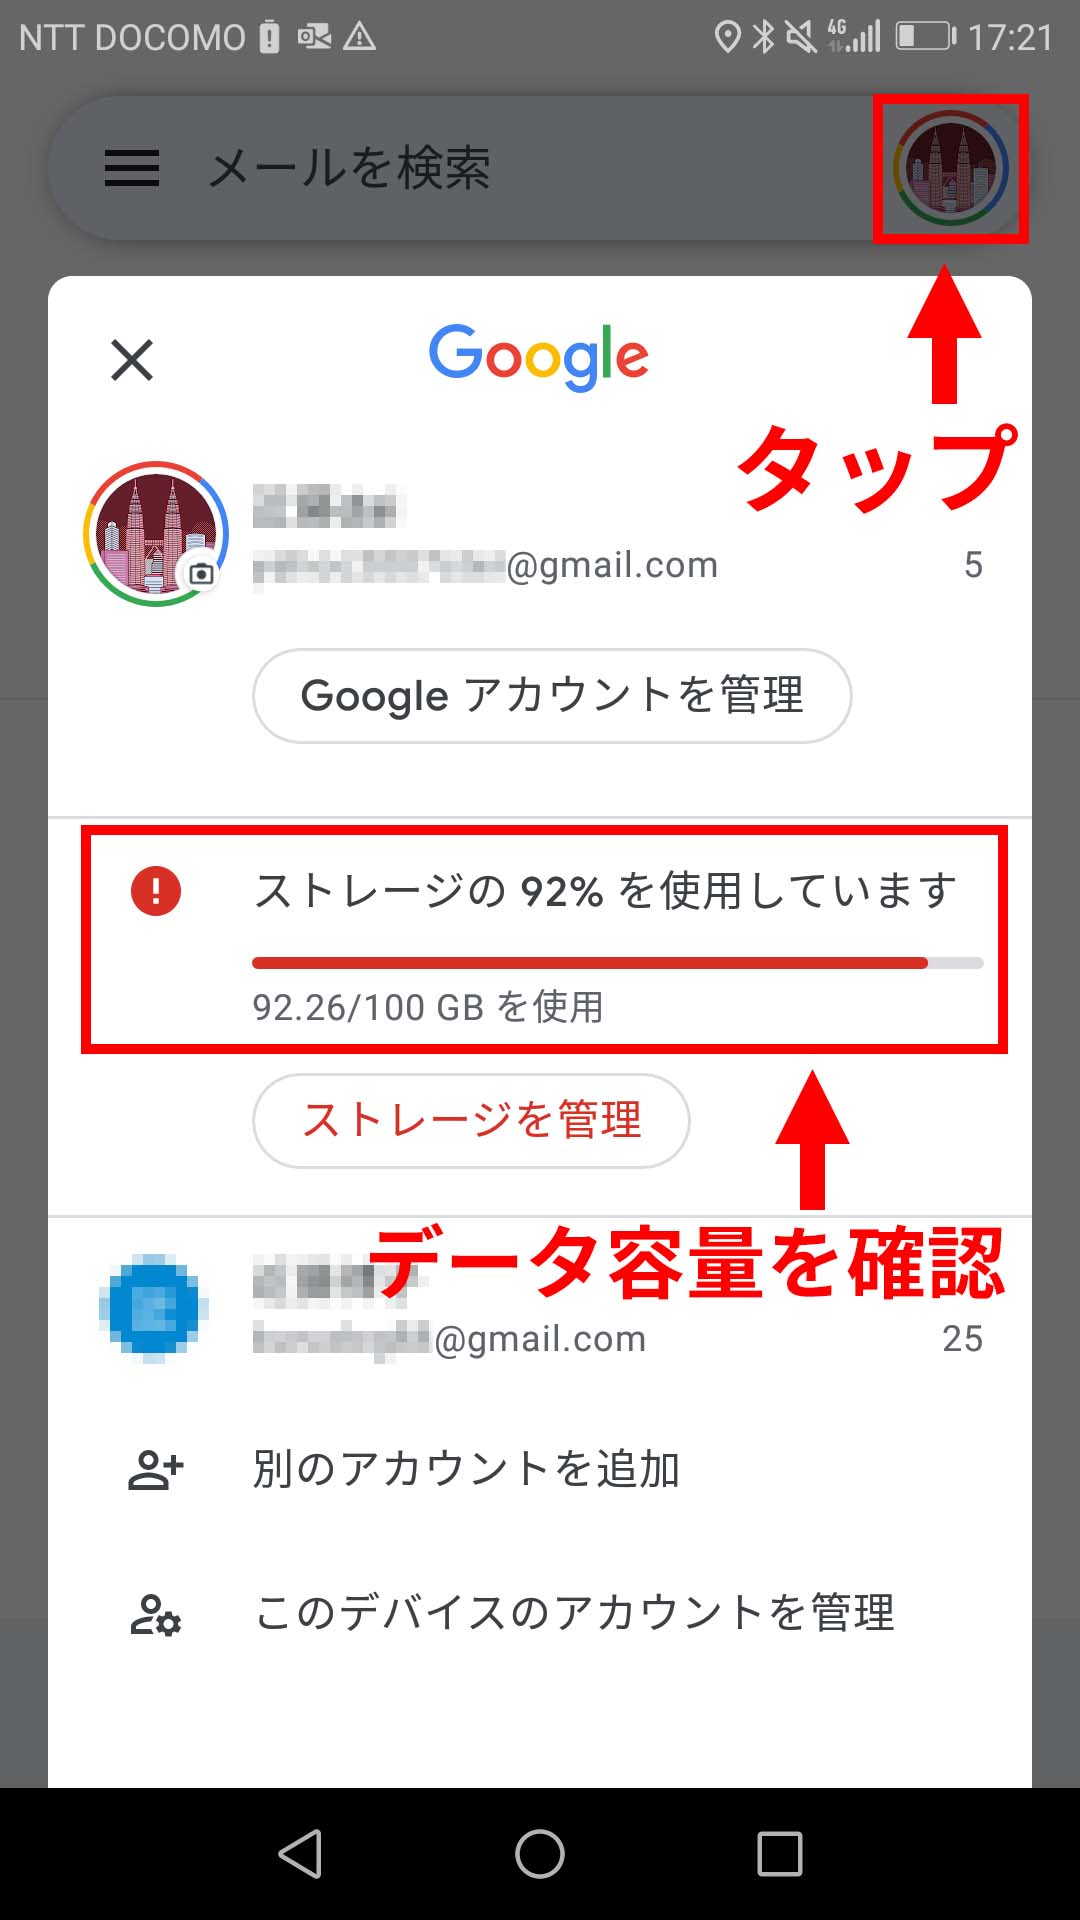 NTT DOCOMO
4G
17:21
メールを検索
Google
タップ
@gmail.com
5
Google アカウントを管理
ストレージの 92% を使用しています
92.26/100 GB を使用
ストレージを管理
データ容量を確認
@gmail.com
25
別のアカウントを追加
このデバイスのアカウントを管理